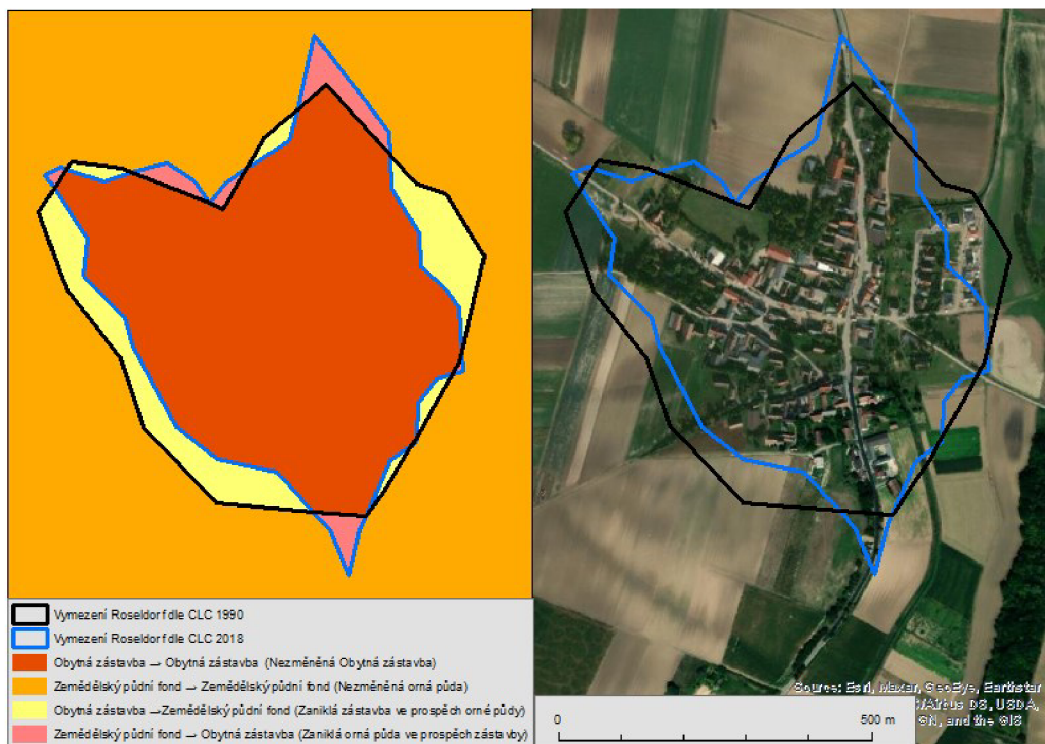 Vymezení Roseldorf dle CLC 1990
Vymezení Roseldorf dle CLC 2018
Obytná zástavba → Obytná zástavba (Nezměněná Obytná zástavba)
Zemědělský půdní fond → Zemědělský půdní fond (Nezměněná orná půda)
Obytná zástavba → Zemědělský půdní fond (Zaniklá zástavba ve prospěch orné půdy)
Zemědělský půdní fond → Obytná zástavba (Zaniklá orná půda ve prospěch zástavby)
Source: Esri, Maxar, GeoEye, Earthstar
/Airbus DS, USDA,
GN, and the GIS
0 500 m